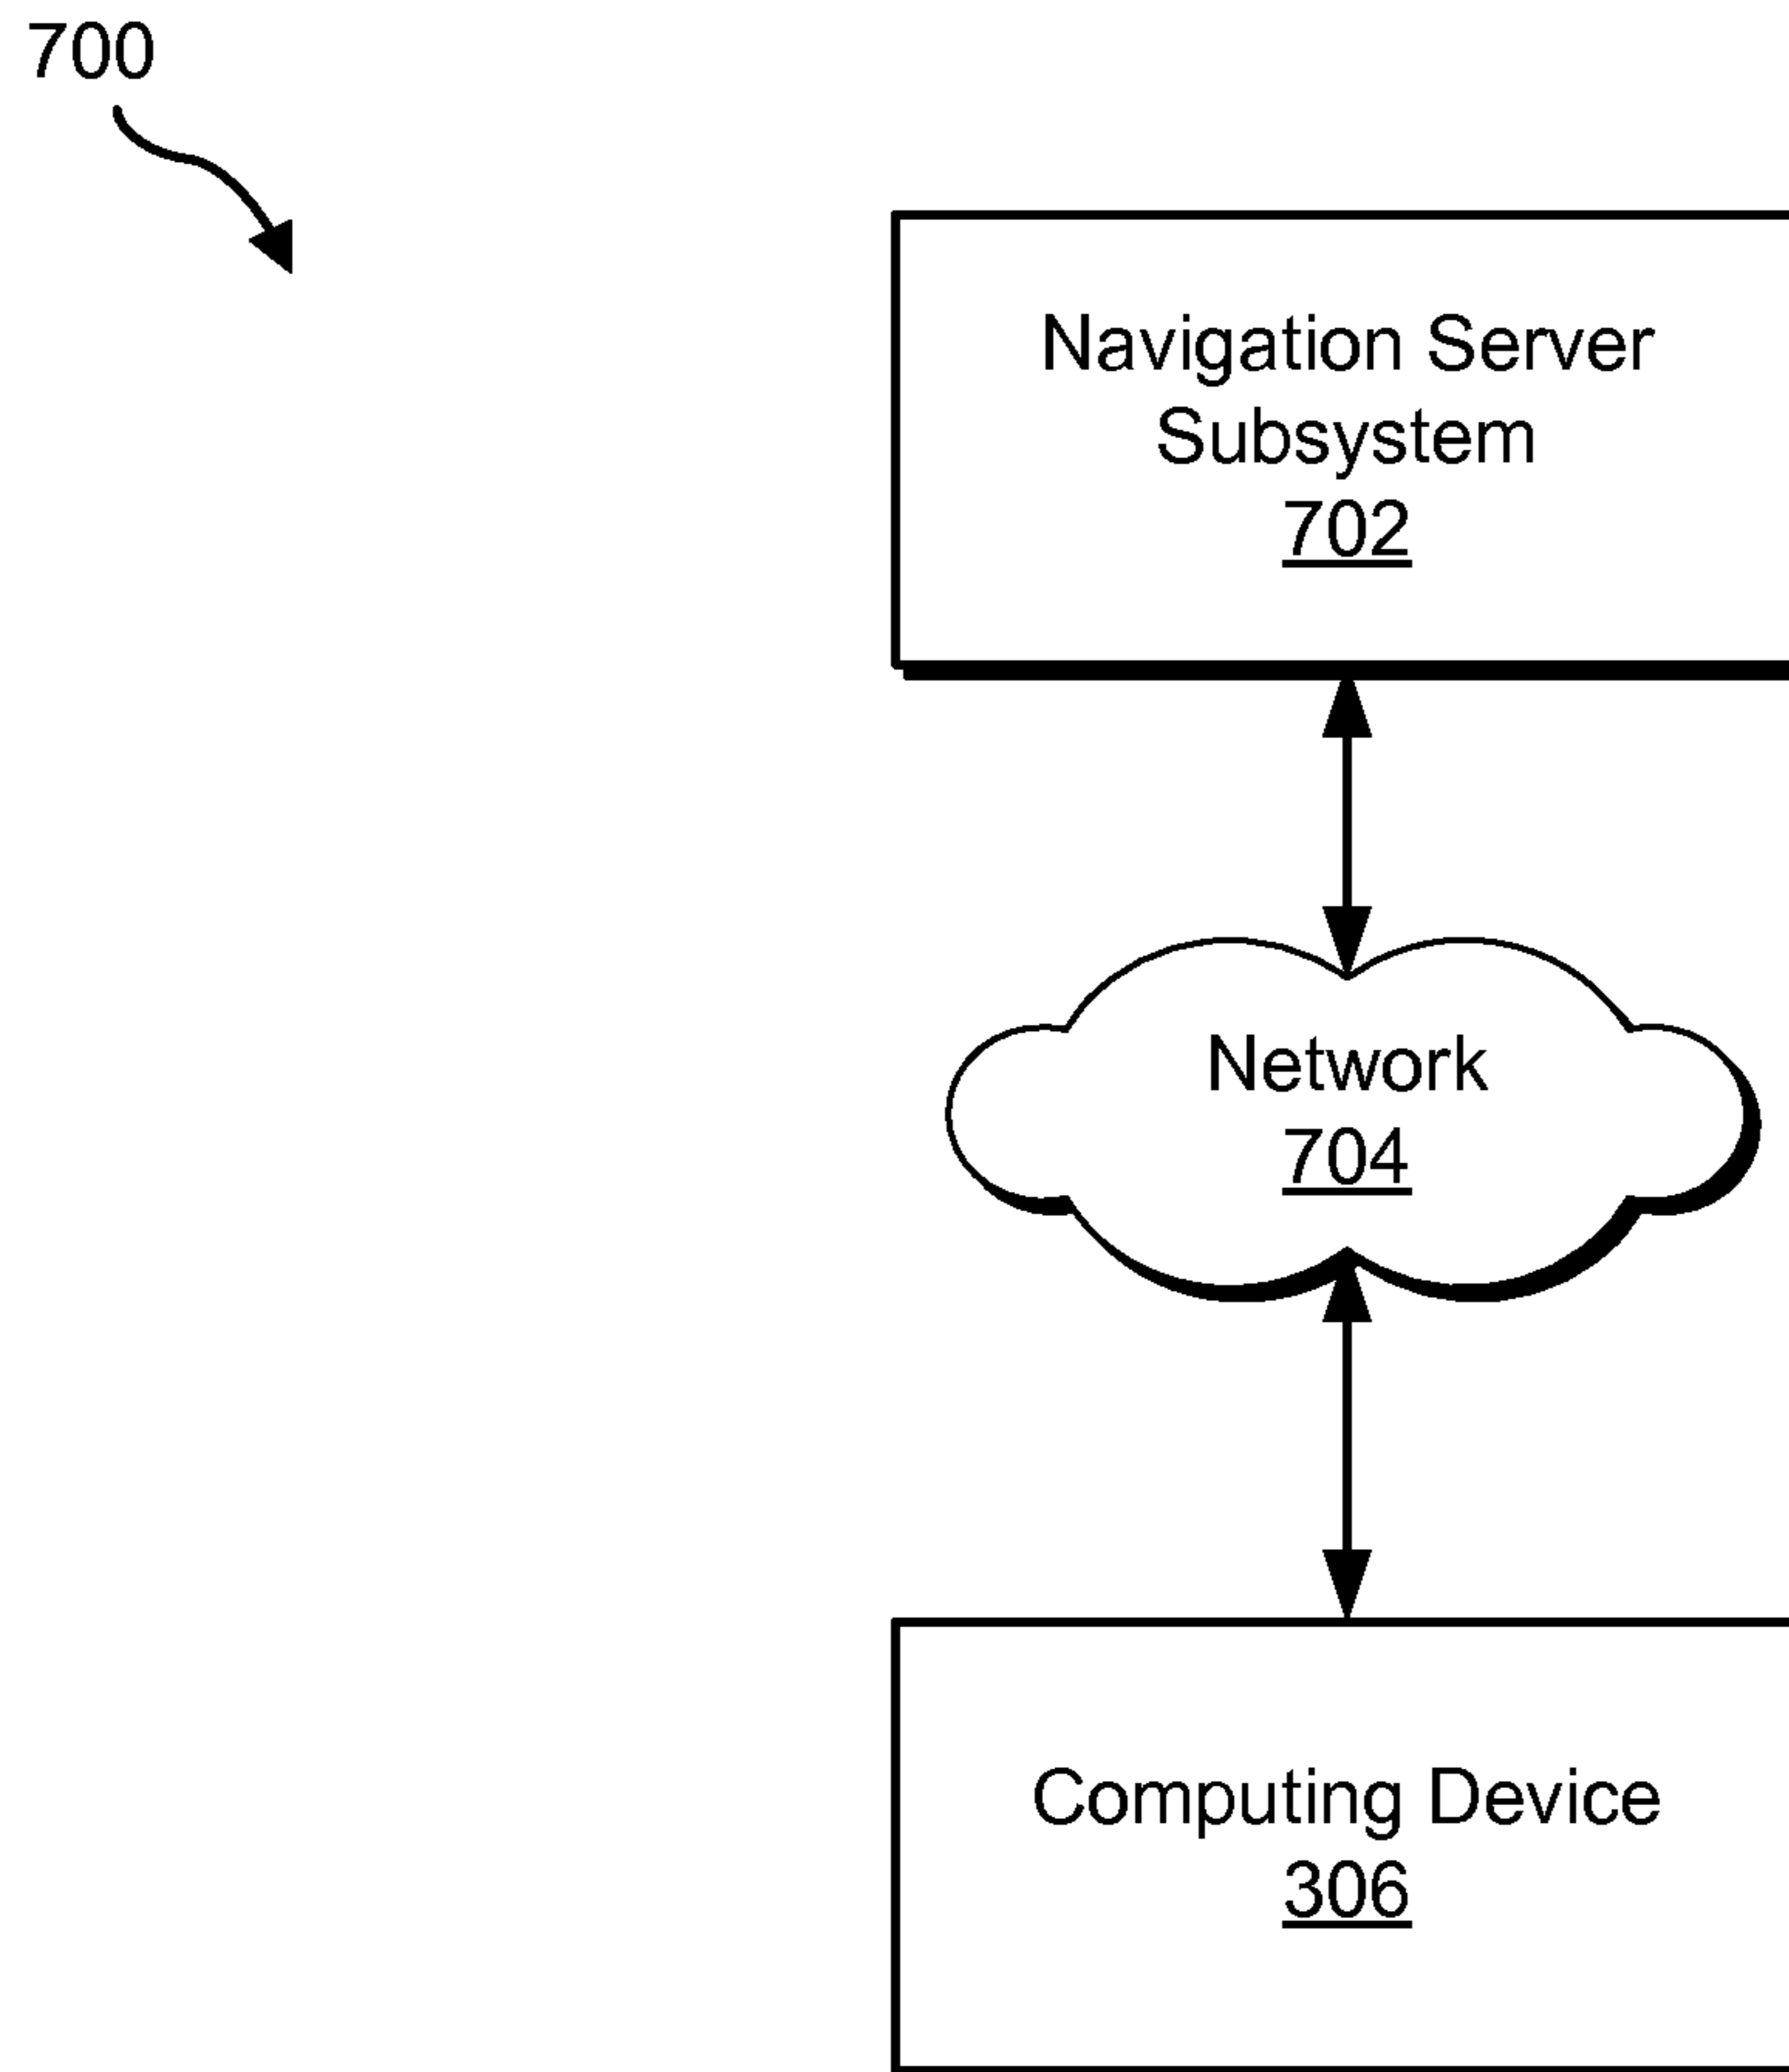 700
Navigation Server
Subsystem
702
Network
704
Computing Device
306